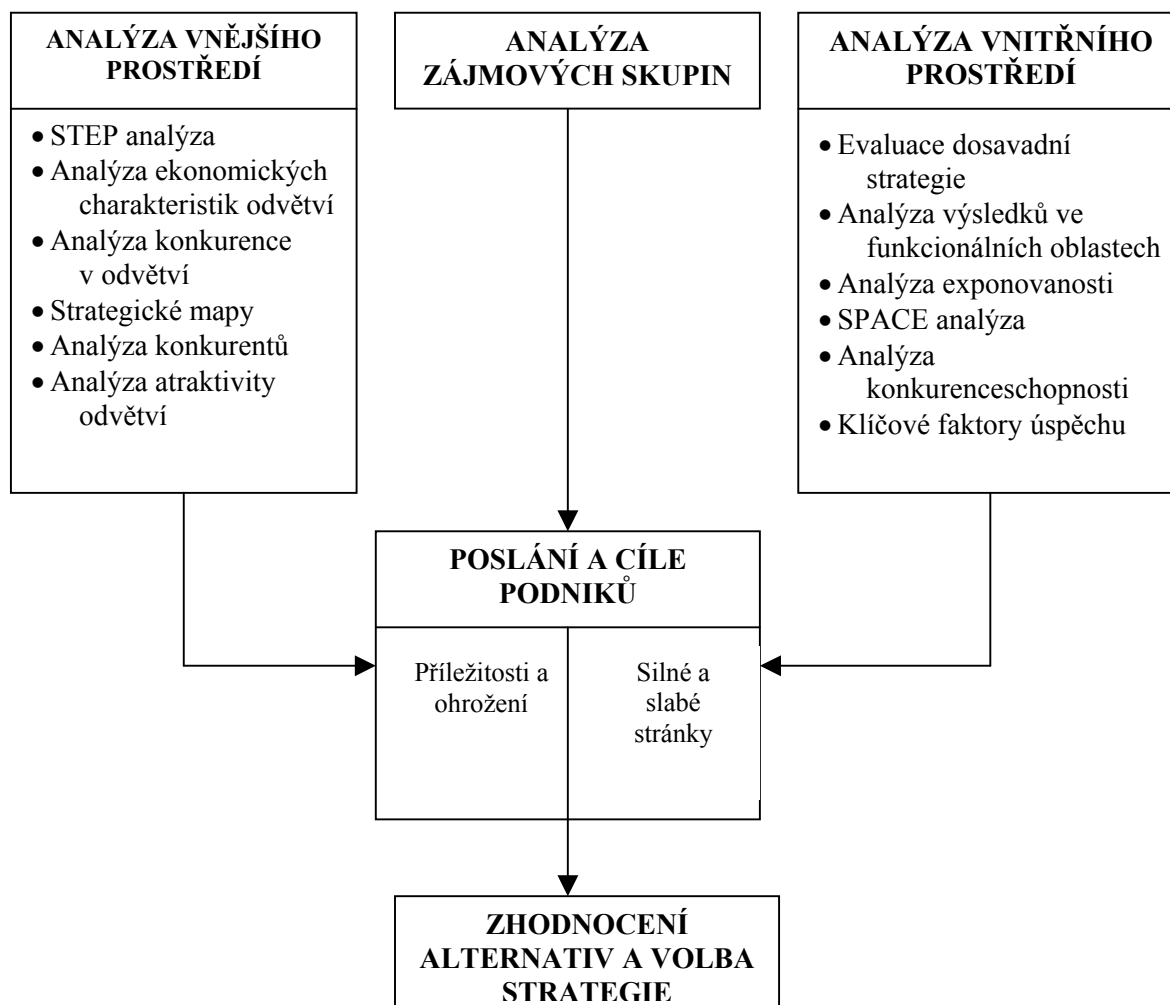 ANALÝZA VNĚJŠÍHO
PROSTŘEDÍ
• STEP analýza
• Analýza ekonomických
charakteristik odvětví
• Analýza konkurence
v odvětví
• Strategické mapy
• Analýza konkurentů
• Analýza atraktivity
odvětví
ANALÝZA
ZÁJMOVÝCH SKUPIN
ANALÝZA VNITŘNÍHO
PROSTŘEDÍ
• Evaluace dosavadní
strategie
• Analýza výsledků ve
funkcionálních oblastech
• Analýza exponovanosti
• SPACE analýza
• Analýza
konkurenceschopnosti
• Klíčové faktory úspěchu
POSLÁNÍ A CÍLE
PODNIKŮ
Příležitosti a
ohrožení
Silné a
slabé
stránky
ZHODNOCENÍ
ALTERNATIV A VOLBA
STRATEGIE